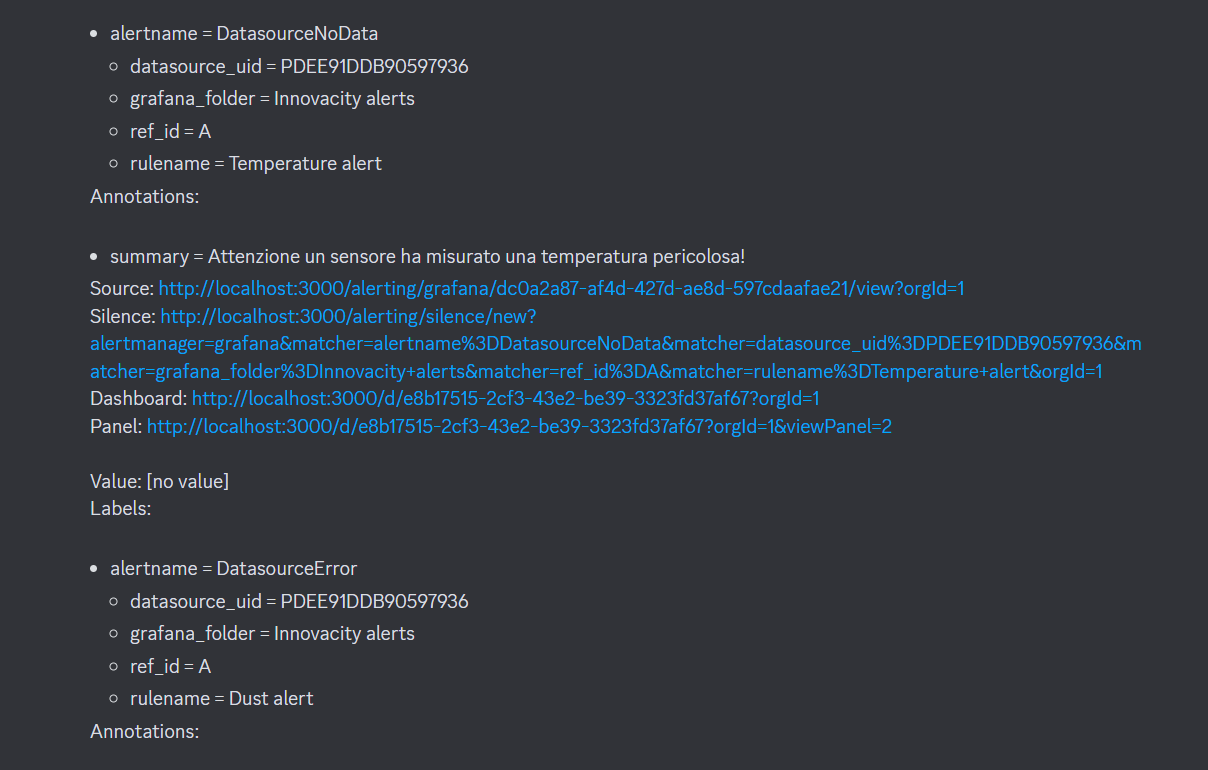 • alertname = DatasourceNoData
◦ datasource_uid = PDEE91DDB90597936
◦ grafana_folder = Innovacity alerts
◦ ref_id = A
◦ rulename = Temperature alert
Annotations:
• summary = Attenzione un sensore ha misurato una temperatura pericolosa!
Source: http://localhost:3000/alerting/grafana/dc0a2a87-af4d-427d-ae8d-597cdaafae21/view?orgId=1
Silence: http://localhost:3000/alerting/silence/new?
alertmanager=grafana&matcher=alertname%3DDatasourceNoData&matcher=datasource_uid%3DPDEE91DDB90597936&m
atcher=grafana_folder%3DInnovacity+alerts&matcher=ref_id%3DA&matcher=rulename%3DTemperature+alert&orgId=1
Dashboard: http://localhost:3000/d/e8b17515-2cf3-43e2-be39-3323fd37af67?orgId=1
Panel: http://localhost:3000/d/e8b17515-2cf3-43e2-be39-3323fd37af67?orgId=1&viewPanel=2
Value: [no value]
Labels:
• alertname = DatasourceError
◦ datasource_uid = PDEE91DDB90597936
◦ grafana_folder = Innovacity alerts
◦ ref_id = A
◦ rulename = Dust alert
Annotations: